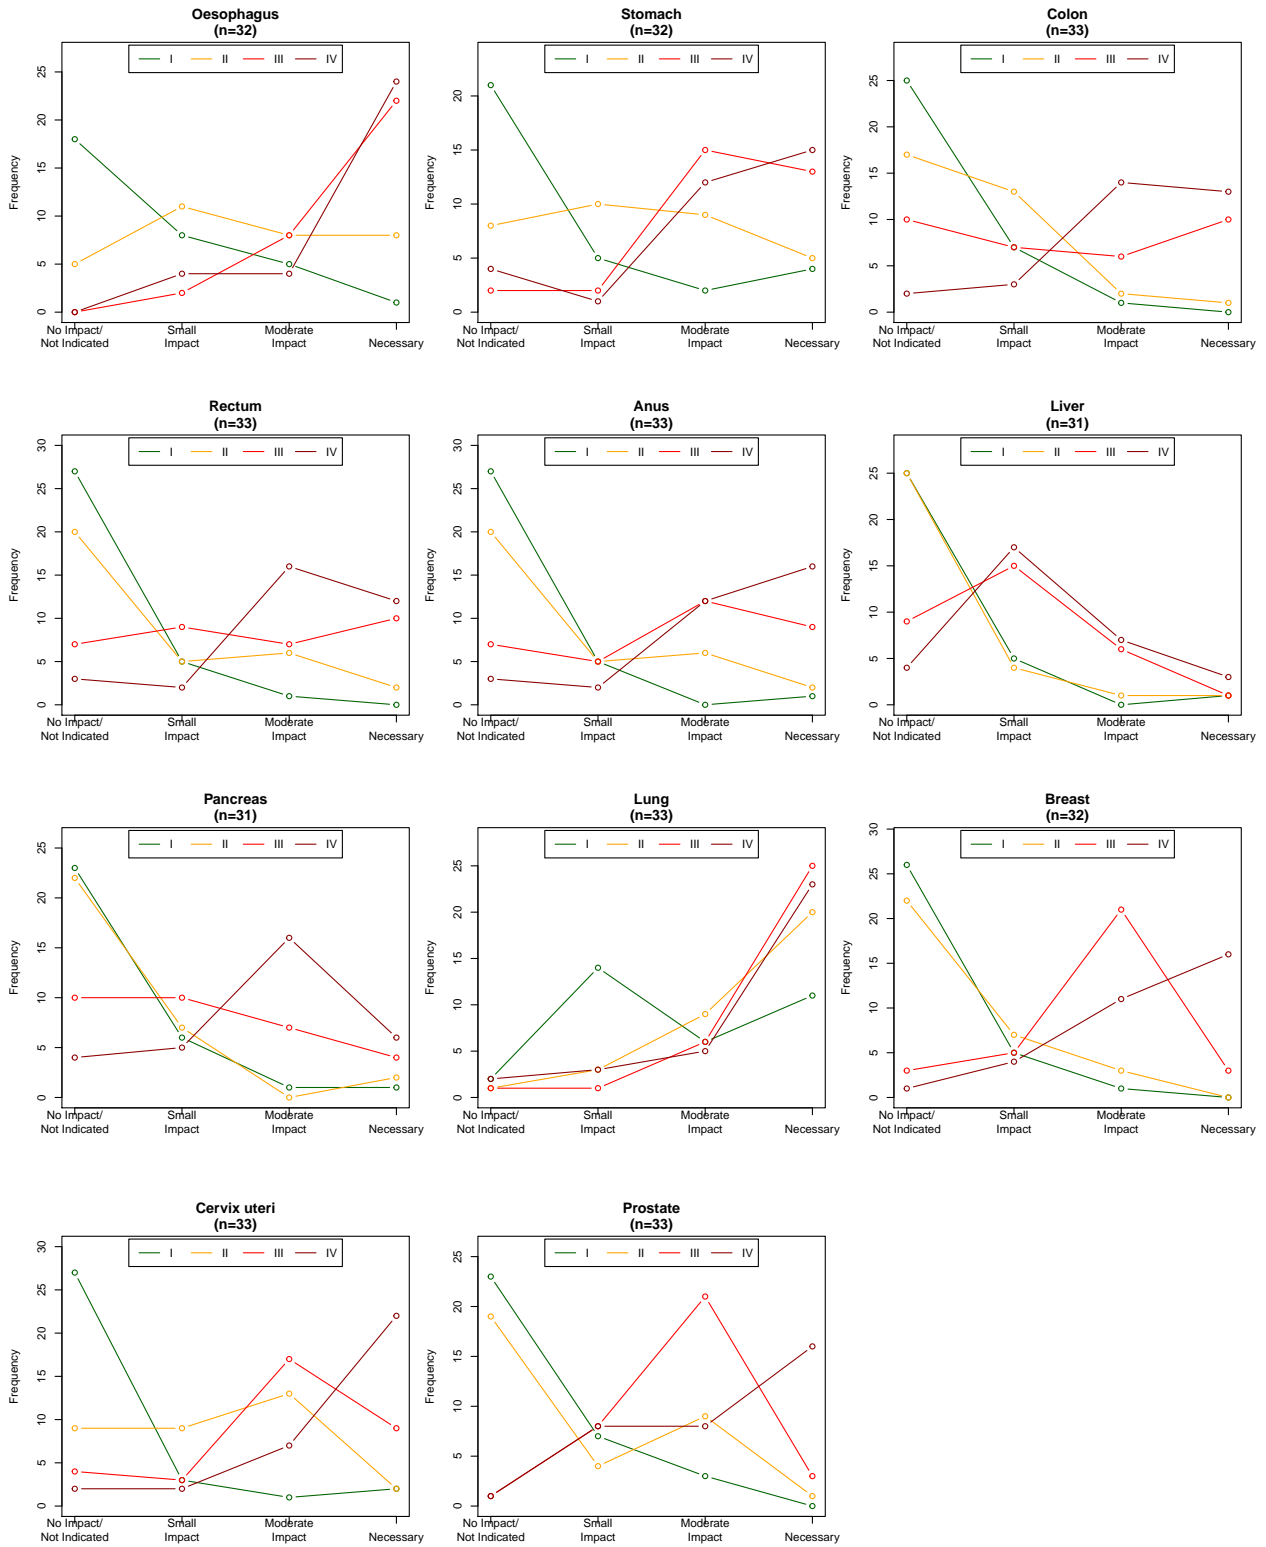 Oesophagus
(n=32)
I II III IV
Frequency
0 5 10 15 20 25
No Impact/ Small Moderate Necessary
Not Indicated Impact Impact
Stomach
(n=32)
I II III IV
Frequency
0 5 10 15 20
No Impact/ Small Moderate Necessary
Not Indicated Impact Impact
Colon
(n=33)
I II III IV
Frequency
0 5 10 15 20 25
No Impact/ Small Moderate Necessary
Not Indicated Impact Impact
Rectum
(n=33)
I II III IV
Frequency
0 5 10 15 20 25 30
No Impact/ Small Moderate Necessary
Not Indicated Impact Impact
Anus
(n=33)
I II III IV
Frequency
0 5 10 15 20 25 30
No Impact/ Small Moderate Necessary
Not Indicated Impact Impact
Liver
(n=31)
I II III IV
Frequency
0 5 10 15 20 25
No Impact/ Small Moderate Necessary
Not Indicated Impact Impact
Pancreas
(n=31)
I II III IV
Frequency
0 5 10 15 20 25
No Impact/ Small Moderate Necessary
Not Indicated Impact Impact
Lung
(n=33)
I II III IV
Frequency
0 5 10 15 20 25
No Impact/ Small Moderate Necessary
Not Indicated Impact Impact
Breast
(n=32)
I II III IV
Frequency
0 5 10 15 20 25 30
No Impact/ Small Moderate Necessary
Not Indicated Impact Impact
Cervix uteri
(n=33)
I II III IV
Frequency
0 5 10 15 20 25 30
No Impact/ Small Moderate Necessary
Not Indicated Impact Impact
Prostate
(n=33)
I II III IV
Frequency
0 5 10 15 20 25
No Impact/ Small Moderate Necessary
Not Indicated Impact Impact